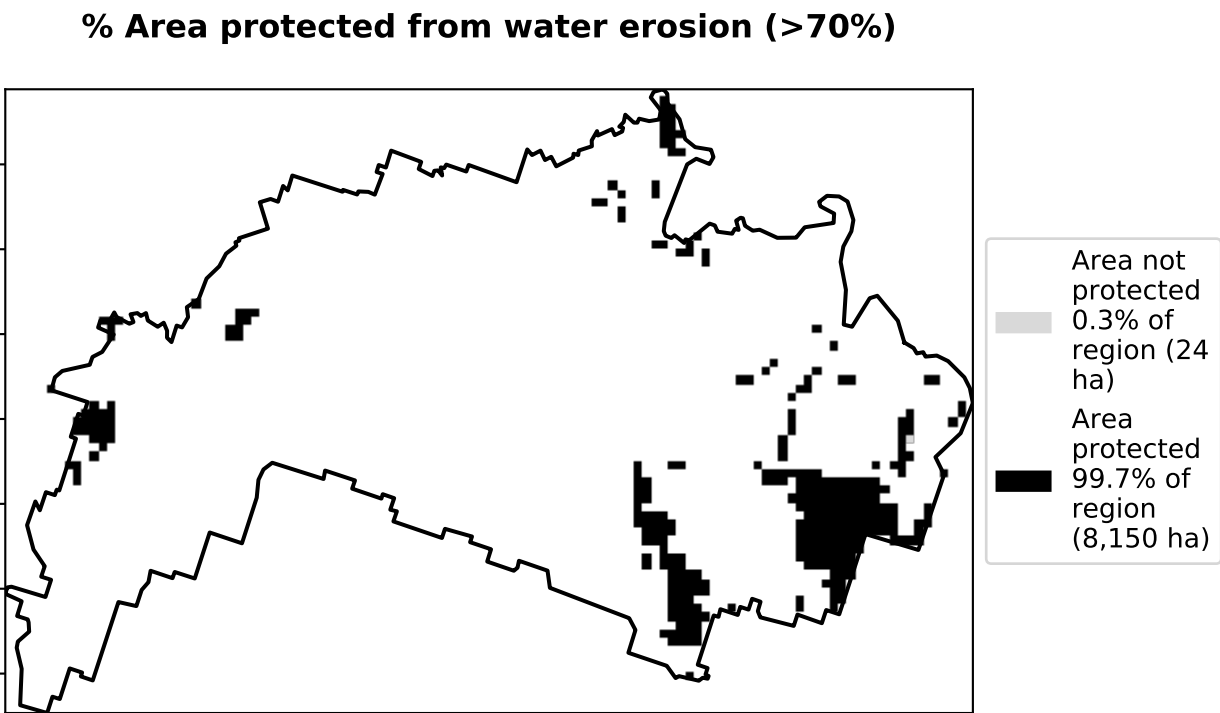 % Area protected from water erosion (>70%)
Area not
protected
0.3% of
region (24
ha)
Area
protected
99.7% of
region
(8,150 ha)